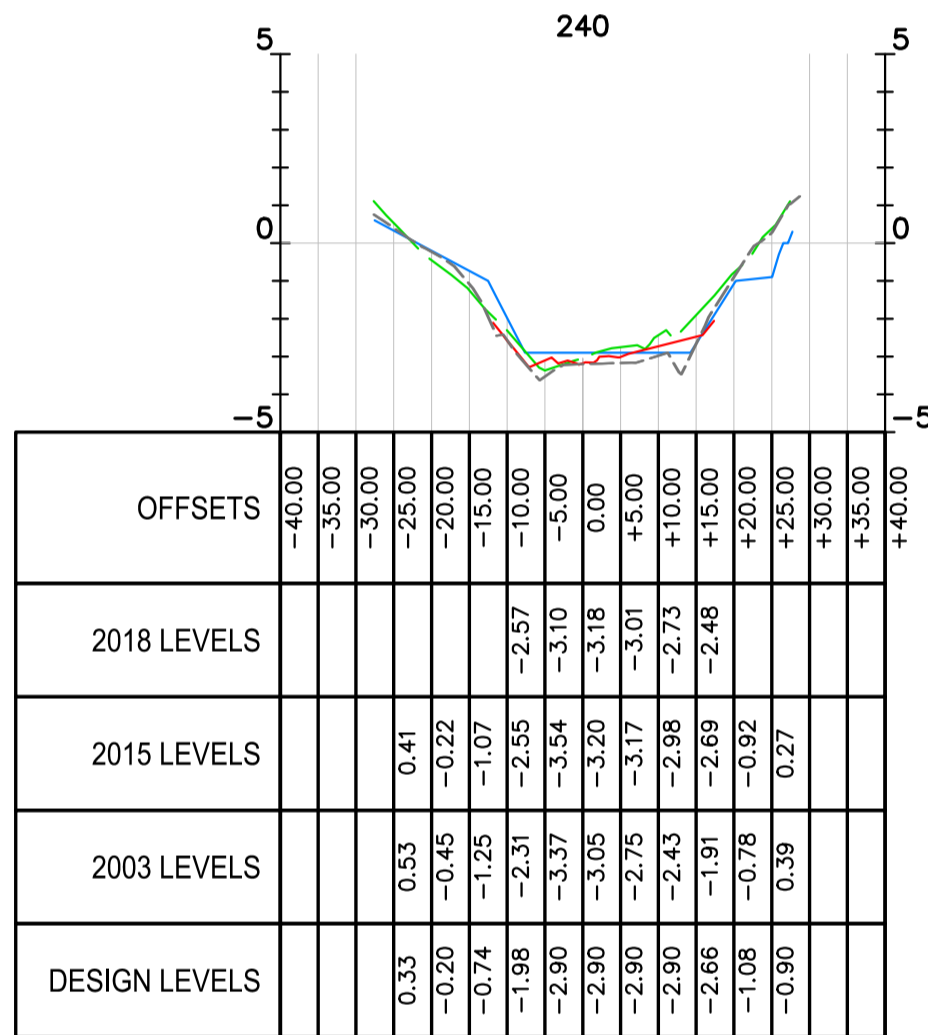 240
5 5
0 0
-5 -5
OFFSETS -40.00 -35.00 -30.00 -25.00 -20.00 -15.00 -10.00 -5.00 0.00 +5.00 +10.00 +15.00 +20.00 +25.00 +30.00 +35.00 +40.00
2018 LEVELS -2.57 -3.10 -3.18 -3.01 -2.73 -2.48
2015 LEVELS 0.41 -0.22 -1.07 -2.55 -3.54 -3.20 -3.17 -2.98 -2.69 -0.92 0.27
2003 LEVELS 0.53 -0.45 -1.25 -2.31 -3.37 -3.05 -2.75 -2.43 -1.91 -0.78 0.39
DESIGN LEVELS 0.33 -0.20 -0.74 -1.98 -2.90 -2.90 -2.90 -2.90 -2.66 -1.08 -0.90